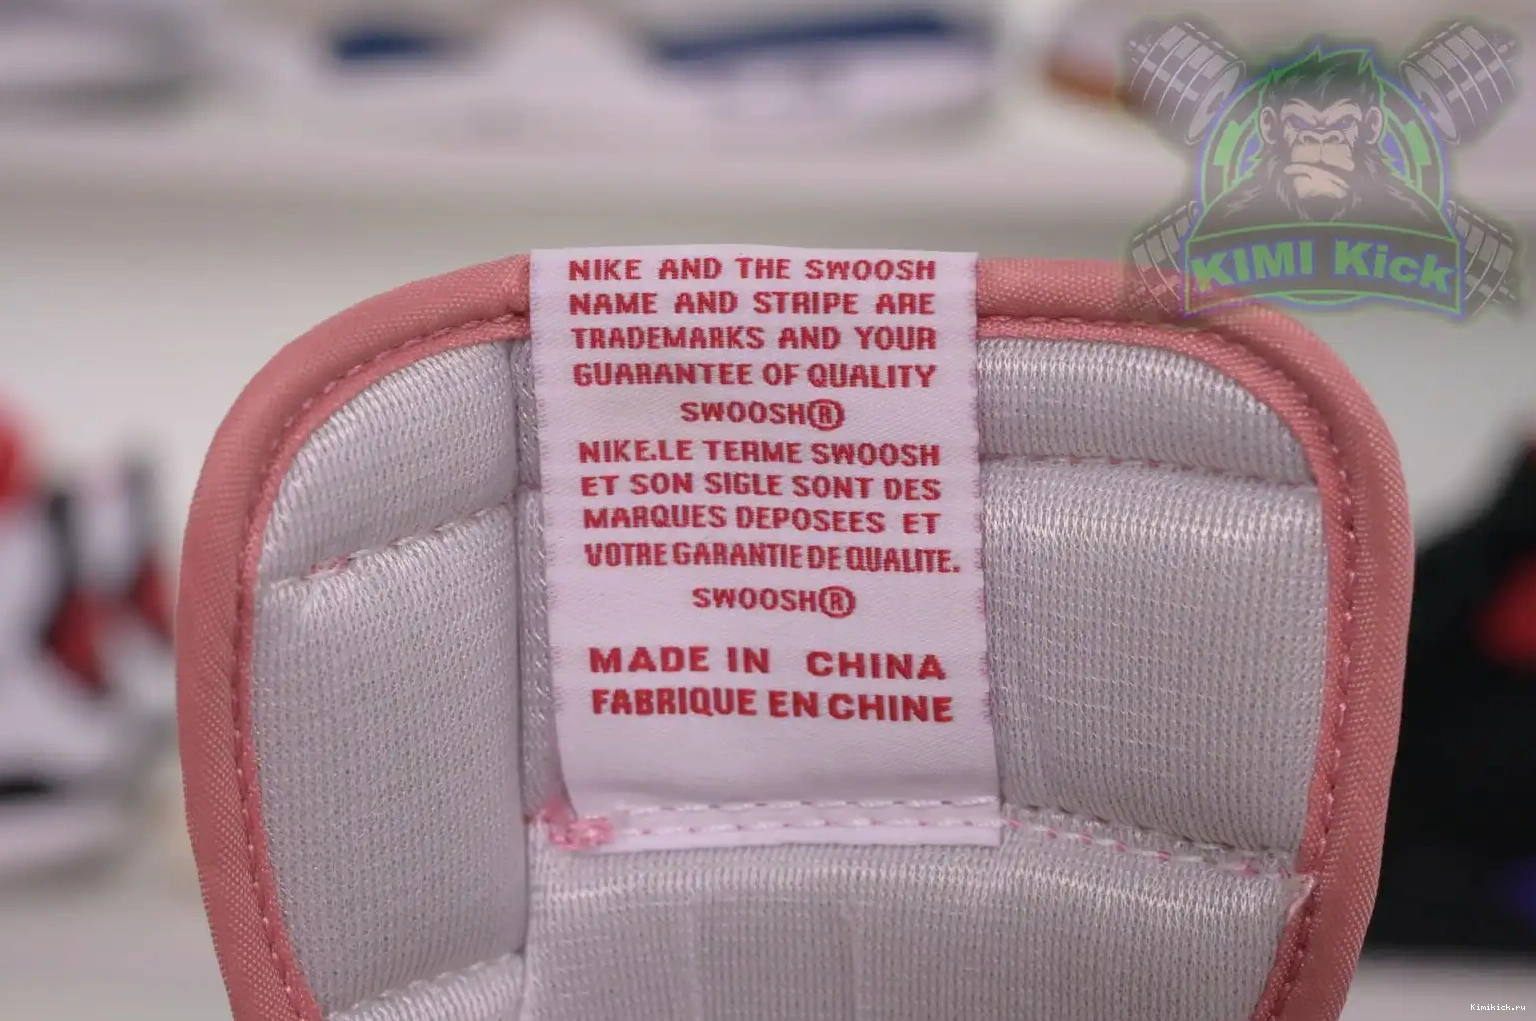 NIKE AND THE SWOOSH
NAME AND STRIPE ARE
TRADEMARKS AND YOUR
GUARANTEE OF QUALITY
SWOOSH®
NIKE.LE TERME SWOOSH
ET SON SIGLE SONT DES
MARQUES DEPOSEES ET
VOTRE GARANTIE DE QUALITE.
SWOOSH®
MADE IN CHINA
FABRIQUE EN CHINE
KIMI Kick
Kimikick.ru